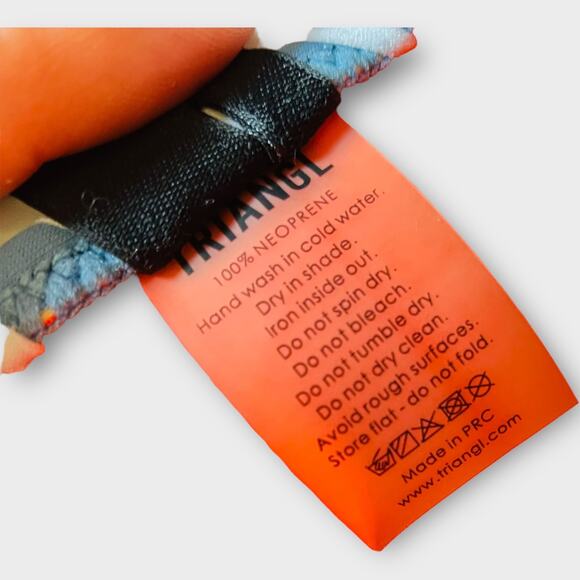 TRIANGL
100% NEOPRENE
Hand wash in cold water.
Dry in shade.
Iron inside out.
Do not spin dry.
Do not bleach.
Do not tumble dry.
Do not dry clean.
Avoid rough surfaces.
Store flat - do not fold.
Made in PRC
www.triangl.com